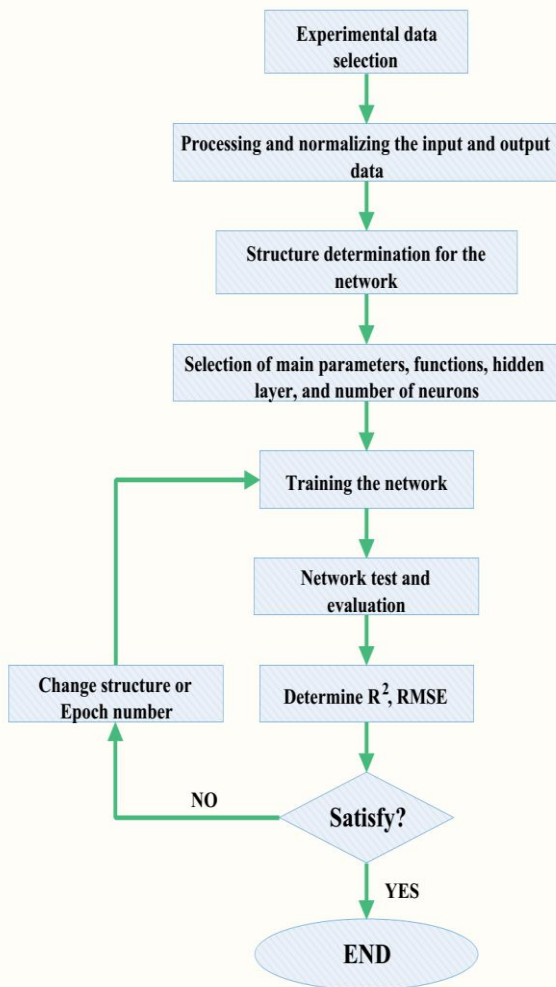 Experimental data
selection
Processing and normalizing the input and output
data
Structure determination for the
network
Selection of main parameters, functions, hidden
layer, and number of neurons
Training the network
Network test and
evaluation
Change structure or
Epoch number
Determine R², RMSE
NO
Satisfy?
YES
END